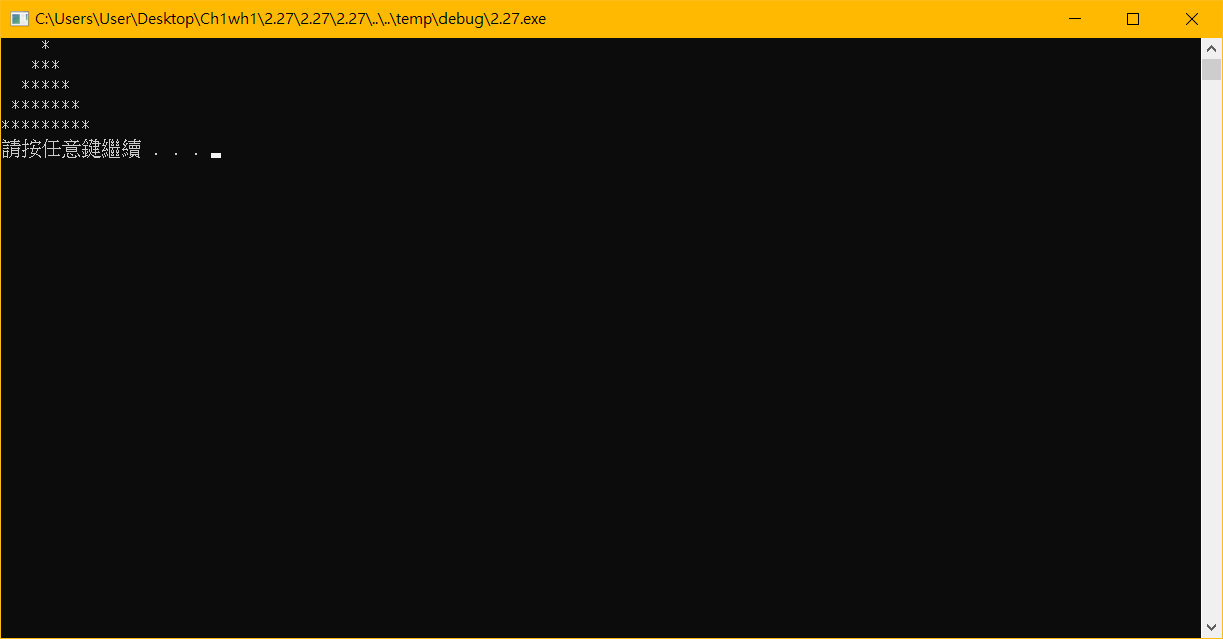 C:\Users\User\Desktop\Ch1wh1\2.27\2.27\2.27\..\..\temp\debug\2.27.exe
    *
   ***
  *****
 *******
*********
請按任意鍵繼續 . . .